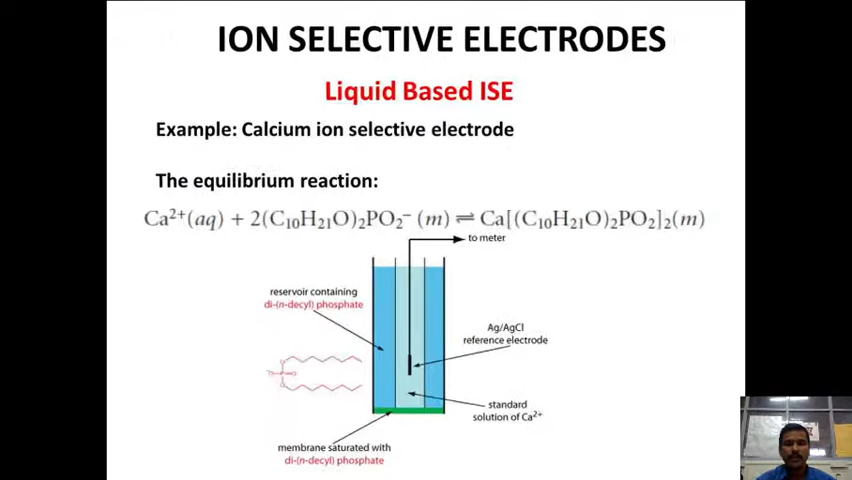 ION SELECTIVE ELECTRODES
Liquid Based ISE
Example: Calcium ion selective electrode
The equilibrium reaction:
Ca²⁺(aq) + 2(C₁₀H₂₁O)₂PO₂⁻ (m) ⇌ Ca[(C₁₀H₂₁O)₂PO₂]₂(m)
to meter
reservoir containing
di-(n-decyl) phosphate
Ag/AgCl
reference electrode
standard
solution of Ca²⁺
membrane saturated with
di-(n-decyl) phosphate